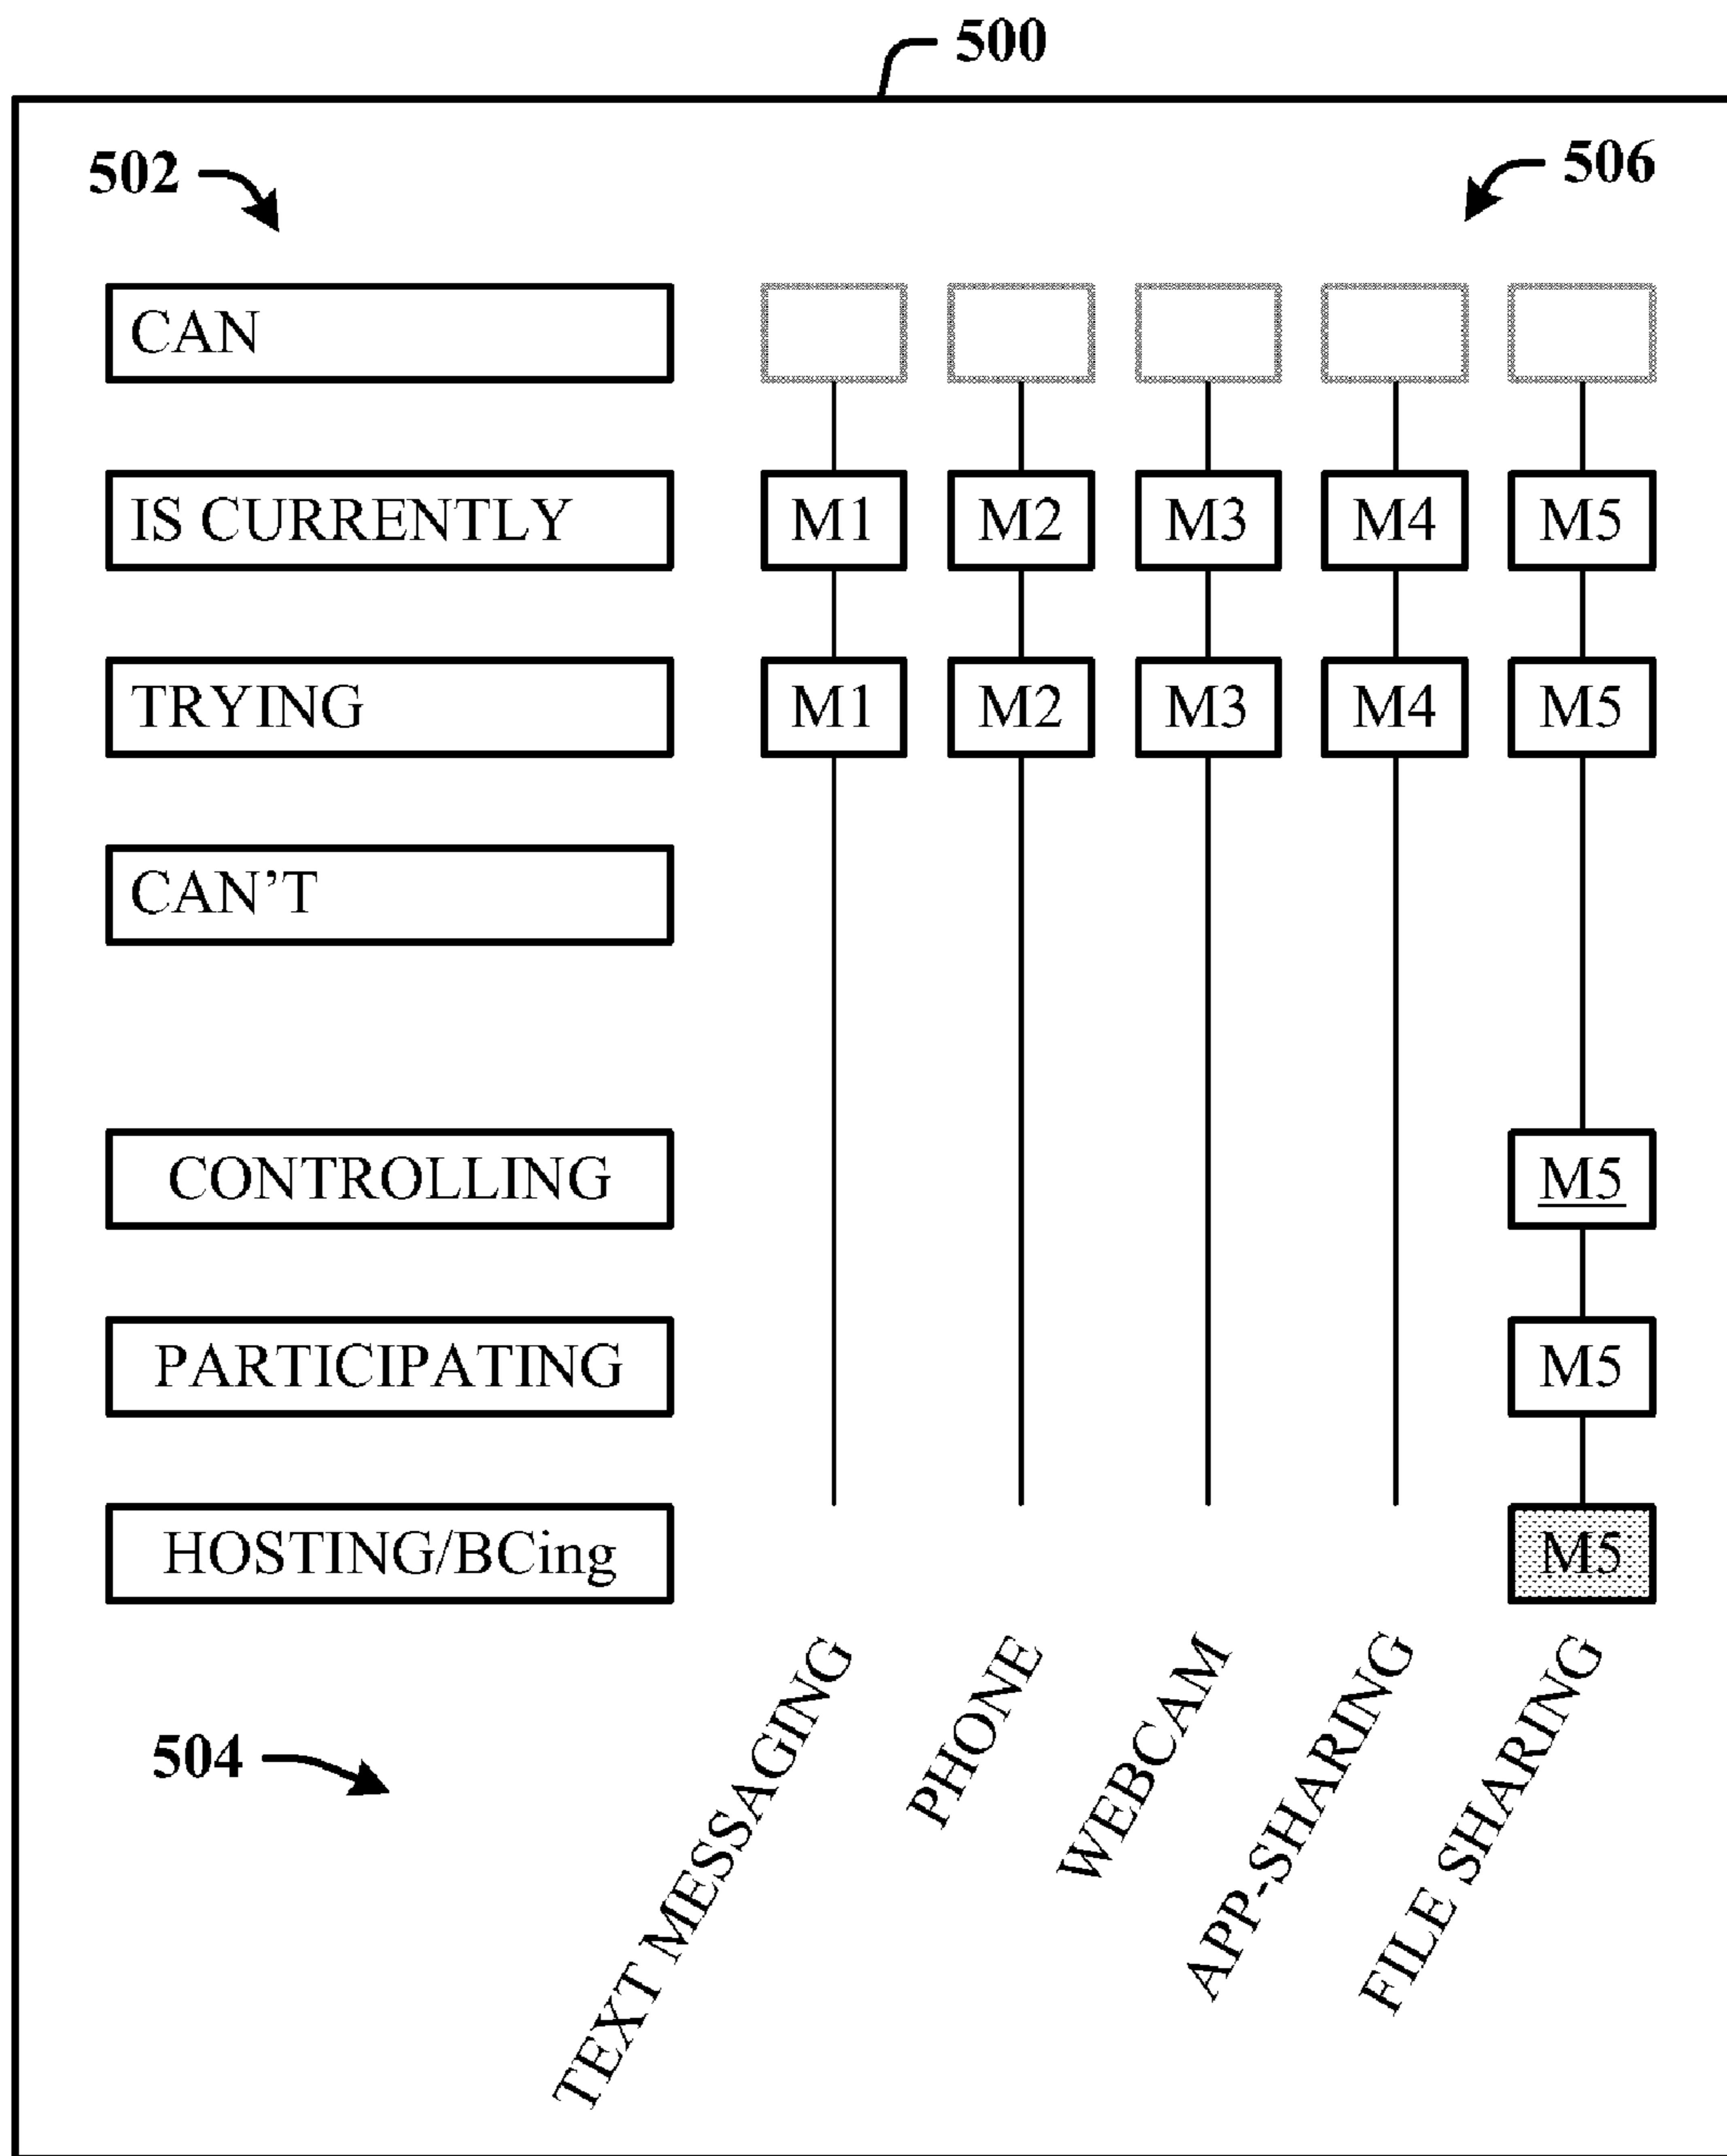 500
502 506
CAN
IS CURRENTLY M1 M2 M3 M4 M5
TRYING M1 M2 M3 M4 M5
CAN'T
CONTROLLING M5
PARTICIPATING M5
HOSTING/BCing M5
504
TEXT MESSAGING
PHONE
WEBCAM
APP-SHARING
FILE SHARING